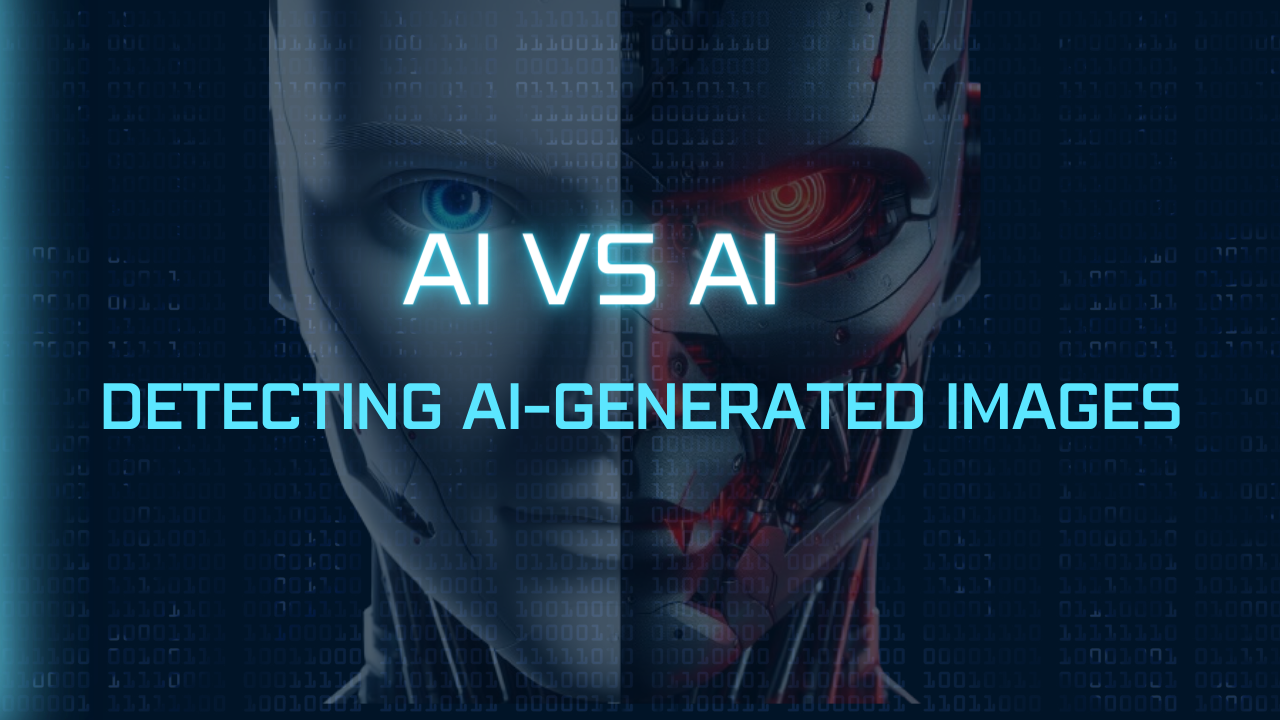 AI VS AI
DETECTING AI-GENERATED IMAGES